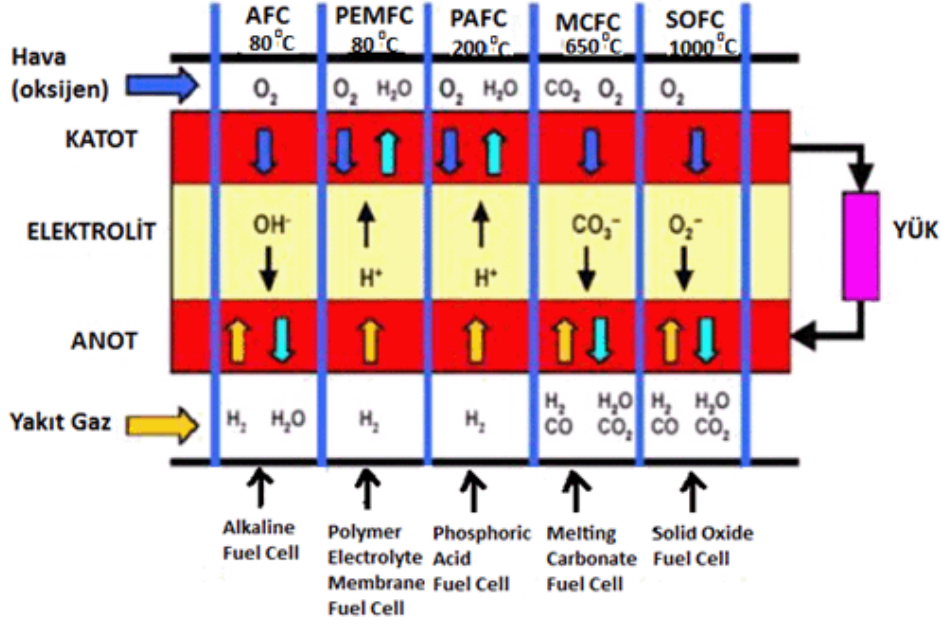 AFC PEMFC PAFC MCFC SOFC
80°C 80°C 200°C 650°C 1000°C
Hava
(oksijen)
O₂ O₂ H₂O O₂ H₂O CO₂ O₂ O₂
KATOT
ELEKTROLİT
OH⁻ CO₃⁻ O₂⁻
H⁺ H⁺
YÜK
ANOT
Yakıt Gaz
H₂ H₂O H₂ H₂ H₂ H₂O H₂ H₂O
CO CO₂ CO CO₂
Alkaline
Fuel Cell
Polymer
Electrolyte
Membrane
Fuel Cell
Phosphoric
Acid
Fuel Cell
Melting
Carbonate
Fuel Cell
Solid Oxide
Fuel Cell